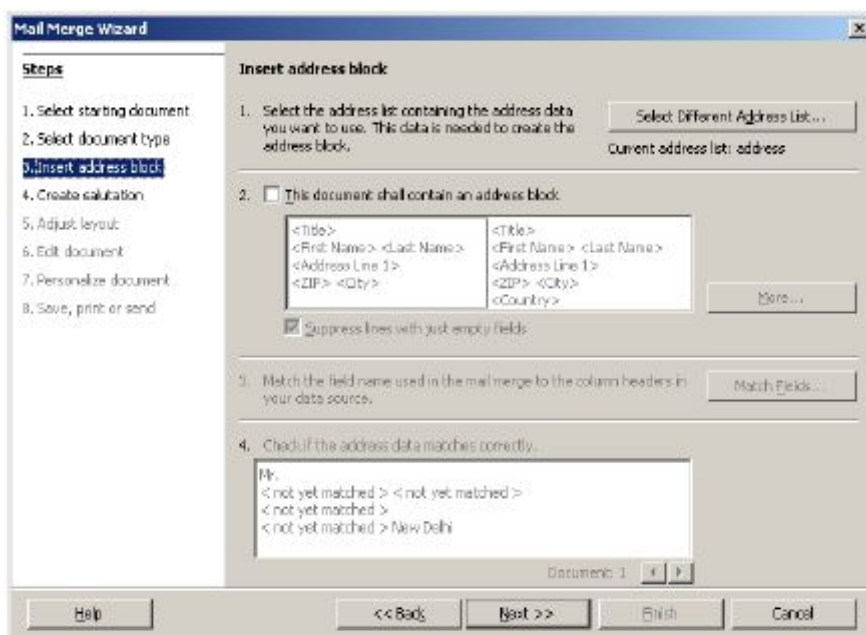 Mail Merge Wizard
Steps
1. Select starting document
2. Select document type
3. Insert address block
4. Create salutation
5. Adjust layout
6. Edit document
7. Personalize document
8. Save, print or send
Insert address block
1. Select the address list containing the address data
you want to use. This data is needed to create the
address block.
Select Different Address List...
Current address list: address
2. This document shall contain an address block
<Title>
<First Name> <Last Name>
<Address Line 1>
<ZIP> <City>
<Title>
<First Name> <Last Name>
<Address Line 1>
<ZIP> <City>
<Country>
More...
Suppress lines with just empty fields
3. Match the field name used in the mail merge to the column headers in
your data source.
Match Fields...
4. Check if the address data matches correctly.
Mr.
< not yet matched > < not yet matched >
< not yet matched >
< not yet matched > New Delhi
Document: 1
Help
<< Back
Next >>
Finish
Cancel